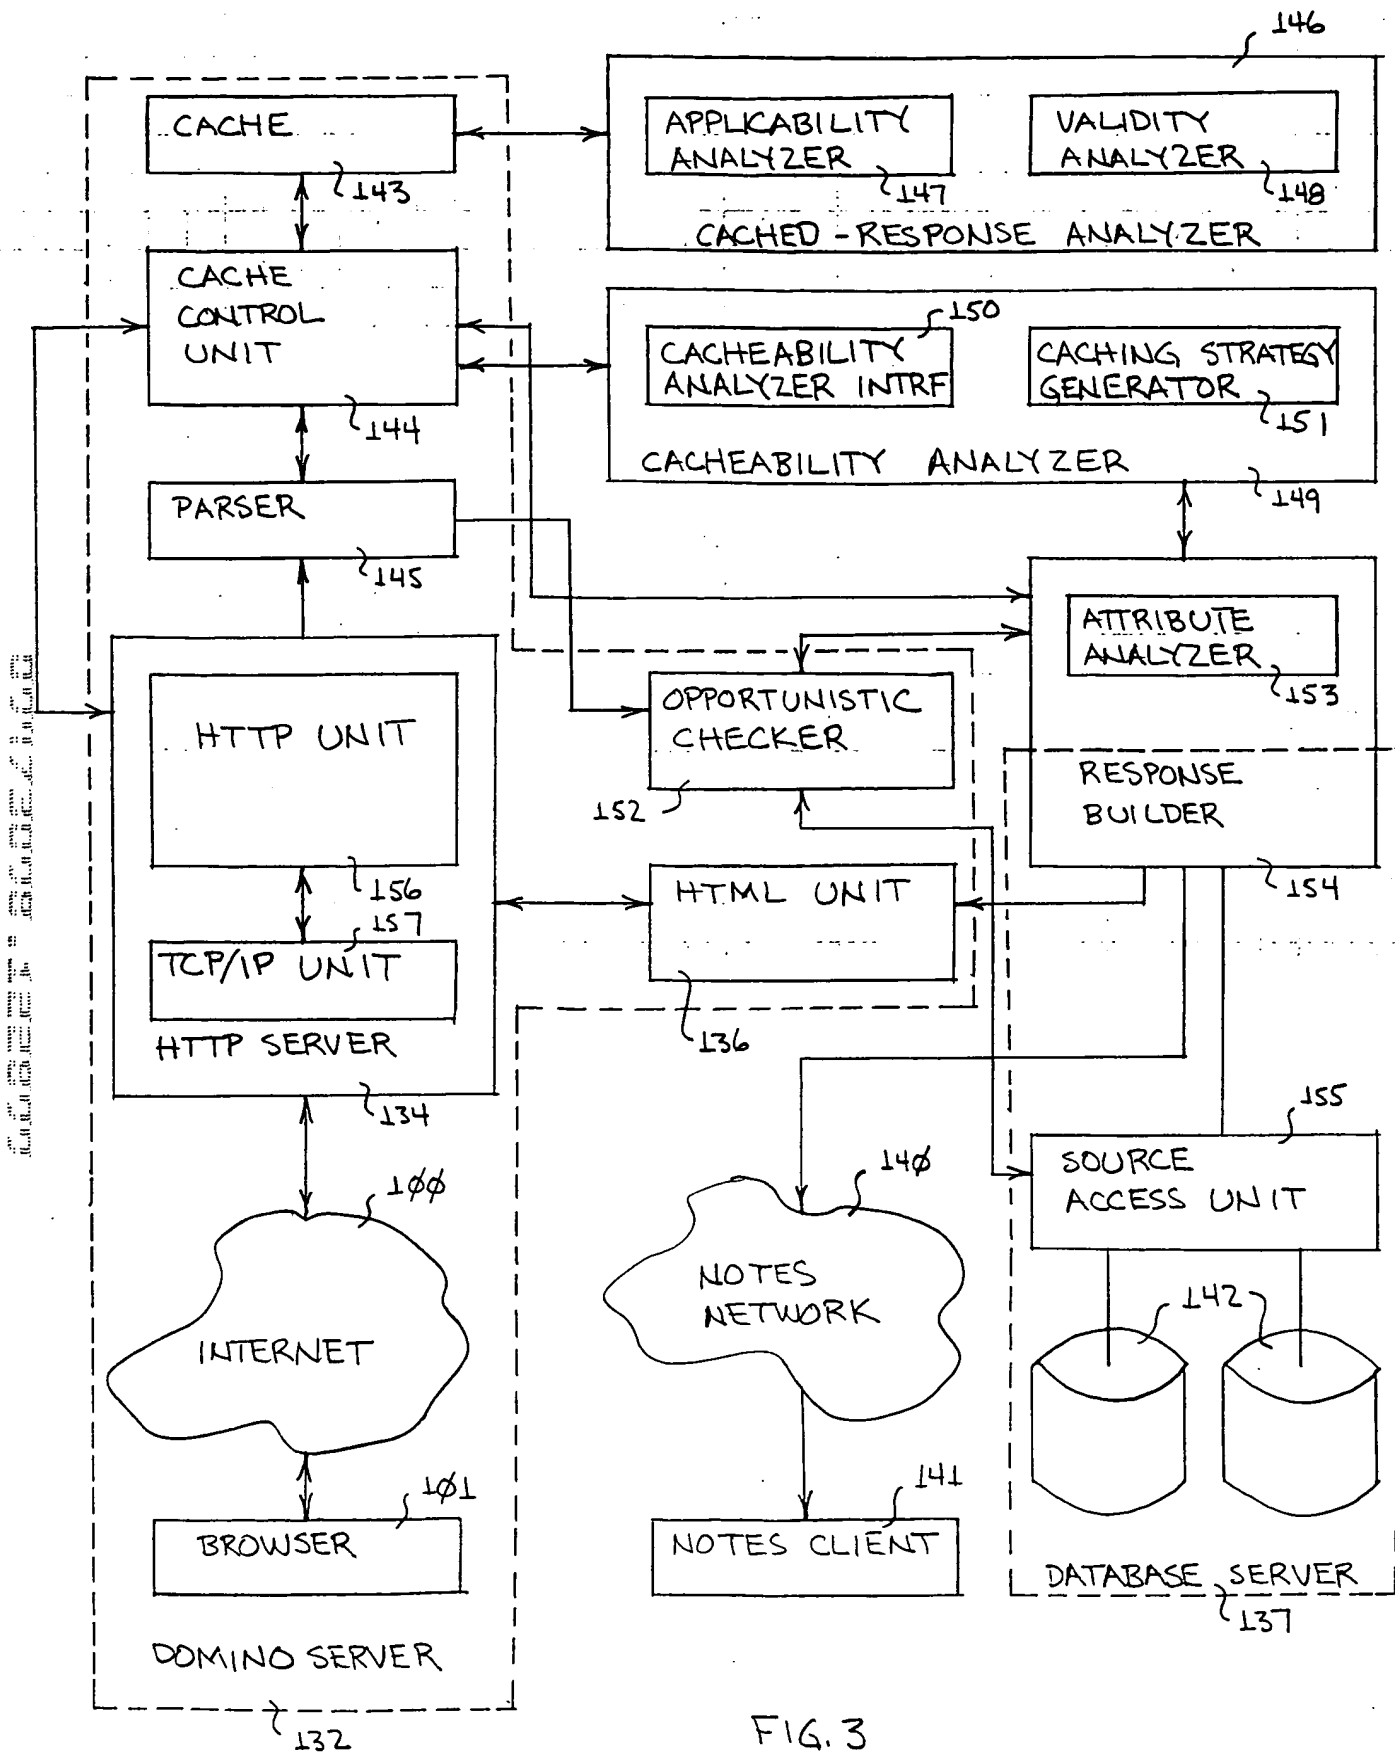 146
CACHE
143
APPLICABILITY
ANALYZER
147
VALIDITY
ANALYZER
148
CACHED-RESPONSE ANALYZER
CACHE
CONTROL
UNIT
144
150
CACHEABILITY
ANALYZER INTRF
CACHING STRATEGY
GENERATOR
151
CACHEABILITY ANALYZER
149
PARSER
145
ATTRIBUTE
ANALYZER
153
HTTP UNIT
156
OPPORTUNISTIC
CHECKER
152
RESPONSE
BUILDER
154
157
TCP/IP UNIT
HTTP SERVER
134
HTML UNIT
136
155
SOURCE
ACCESS UNIT
1ØØ
INTERNET
14Ø
NOTES
NETWORK
142
1Ø1
BROWSER
141
NOTES CLIENT
DATABASE SERVER
137
DOMINO SERVER
132
FIG. 3